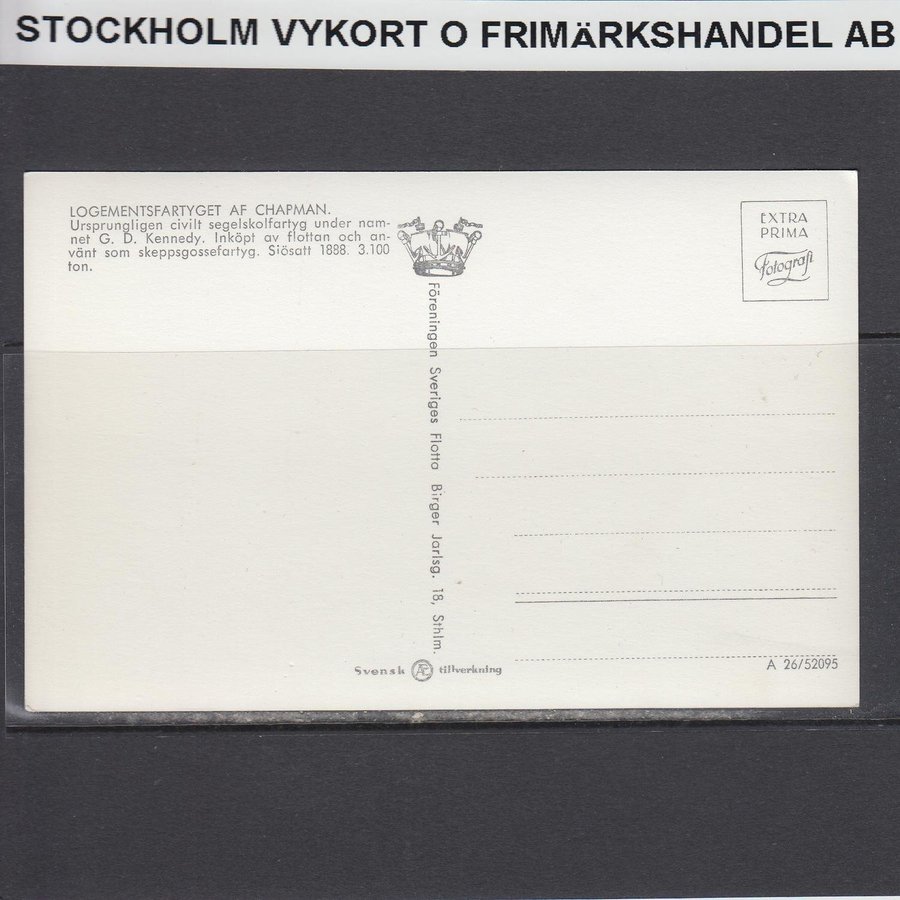 STOCKHOLM VYKORT O FRIMäRKSHANDEL AB
LOGEMENTSFARTYGET AF CHAPMAN.
Ursprungligen civilt segelskolfartyg under nam-
net G. D. Kennedy. Inköpt av flottan och an-
vänt som skeppsgossefartyg. Siösatt 1888. 3.100
ton.
EXTRA
PRIMA
Fotografi
Föreningen Sveriges Flotta Birger Jarlsg. 18, Sthlm.
Svensk AE tillverkning
A 26/52095